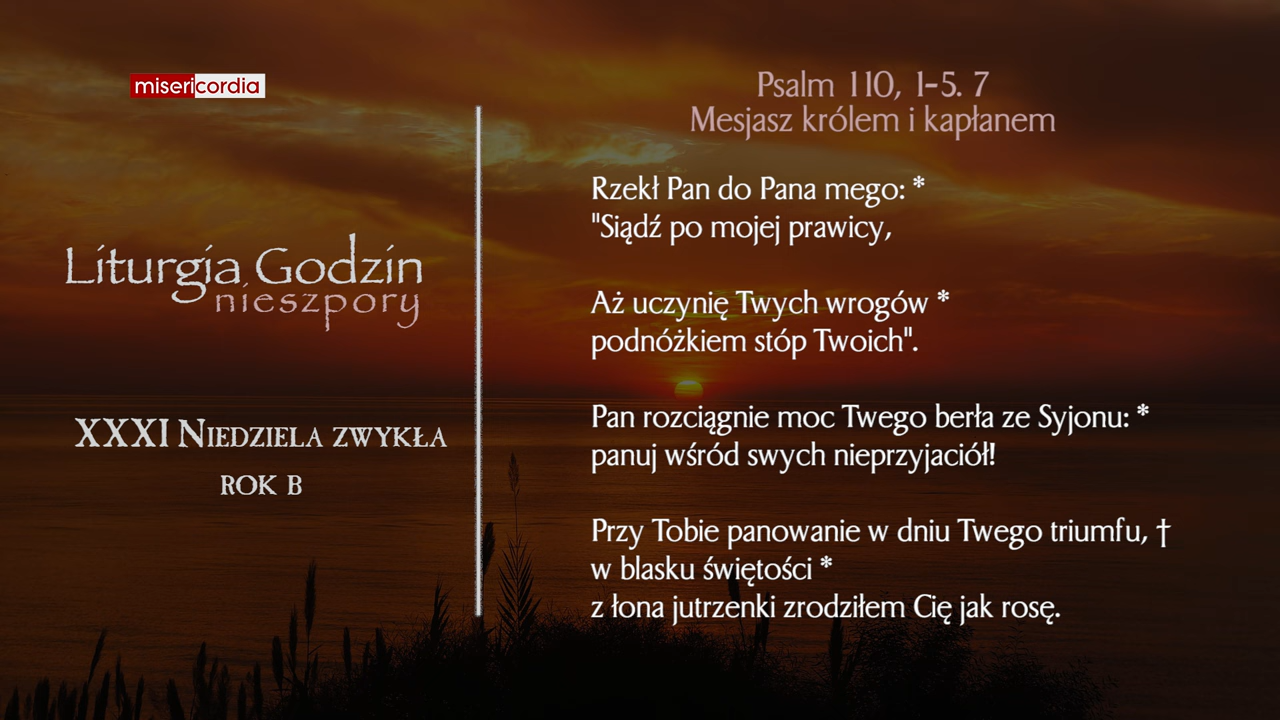 misericordia
Liturgia Godzin
nieszpory
XXXI Niedziela zwykła
rok B
Psalm 110, 1-5. 7
Mesjasz królem i kapłanem
Rzekł Pan do Pana mego: *
"Siądź po mojej prawicy,
Aż uczynię Twych wrogów *
podnóżkiem stóp Twoich".
Pan rozciągnie moc Twego berła ze Syjonu: *
panuj wśród swych nieprzyjaciół!
Przy Tobie panowanie w dniu Twego triumfu, †
w blasku świętości *
z łona jutrzenki zrodziłem Cię jak rosę.